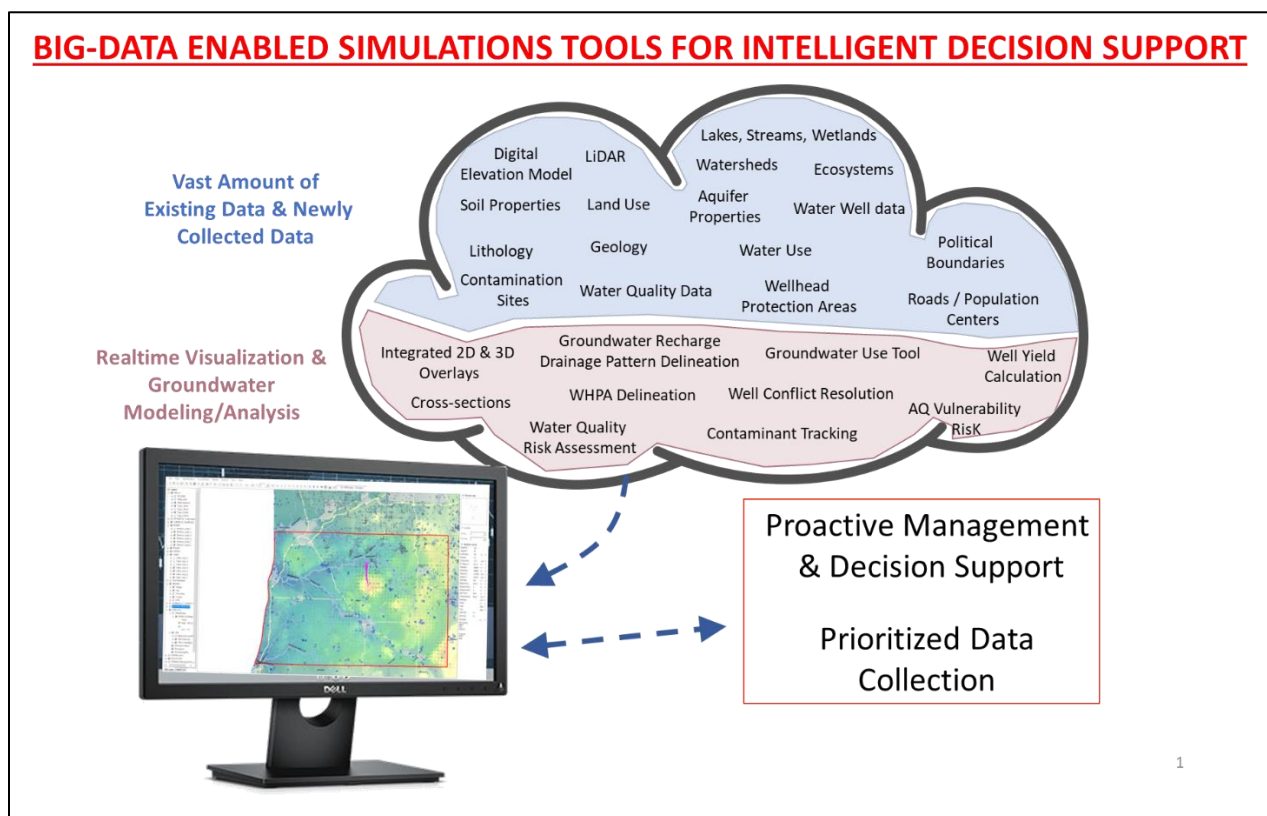 BIG-DATA ENABLED SIMULATIONS TOOLS FOR INTELLIGENT DECISION SUPPORT
Vast Amount of
Existing Data & Newly
Collected Data
Lakes, Streams, Wetlands
Digital
Elevation Model
LiDAR
Watersheds
Ecosystems
Soil Properties
Land Use
Aquifer
Properties
Water Well data
Lithology
Geology
Water Use
Political
Boundaries
Contamination
Sites
Water Quality Data
Wellhead
Protection Areas
Roads / Population
Centers
Realtime Visualization &
Groundwater
Modeling/Analysis
Integrated 2D & 3D
Overlays
Groundwater Recharge
Drainage Pattern Delineation
Groundwater Use Tool
Well Yield
Calculation
Cross-sections
WHPA Delineation
Well Conflict Resolution
AQ Vulnerability
RisK
Water Quality
Risk Assessment
Contaminant Tracking
DELL
Proactive Management
& Decision Support
Prioritized Data
Collection
1